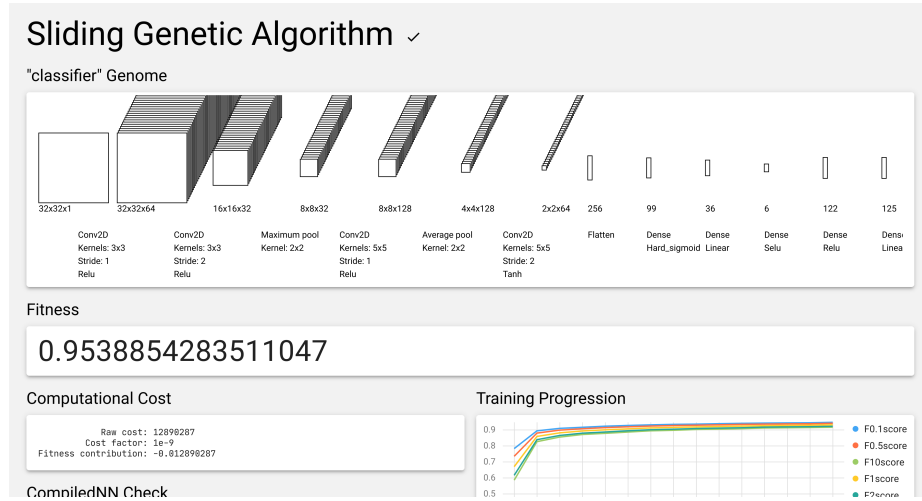 Sliding Genetic Algorithm ✓
"classifier" Genome
32x32x1 32x32x64 16x16x32 8x8x32 8x8x128 4x4x128 2x2x64 256 99 36 6 122 125
Conv2D Conv2D Maximum pool Conv2D Average pool Conv2D Flatten Dense Dense Dense Dense Dens
Kernels: 3x3 Kernels: 3x3 Kernel: 2x2 Kernels: 5x5 Kernel: 2x2 Kernels: 5x5 Hard_sigmoid Linear Selu Relu Linea
Stride: 1 Stride: 2 Stride: 1 Stride: 2
Relu Relu Relu Tanh
Fitness
0.9538854283511047
Computational Cost
Raw cost: 12890287
Cost factor: 1e-9
Fitness contribution: -0.012890287
CompiledNN Check
Training Progression
0.9
0.8
0.7
0.6
0.5
F0.1score
F0.5score
F10score
F1score
F2score